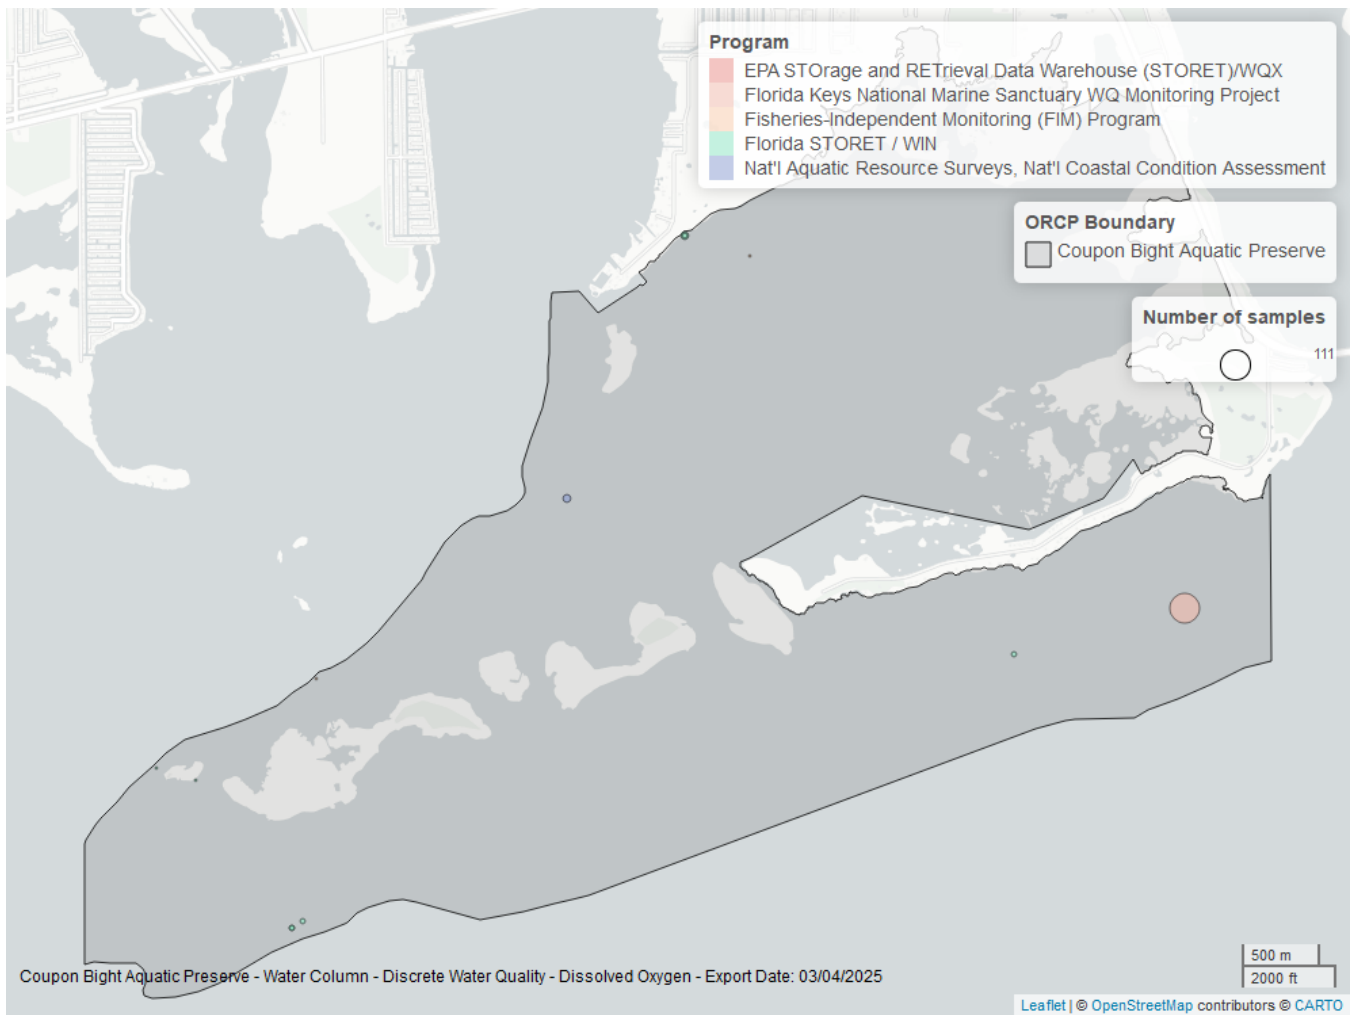 Program
EPA STOrage and RETrieval Data Warehouse (STORET)/WQX
Florida Keys National Marine Sanctuary WQ Monitoring Project
Fisheries-Independent Monitoring (FIM) Program
Florida STORET / WIN
Nat'l Aquatic Resource Surveys, Nat'l Coastal Condition Assessment
ORCP Boundary
Coupon Bight Aquatic Preserve
Number of samples
111
500 m
2000 ft
Coupon Bight Aquatic Preserve - Water Column - Discrete Water Quality - Dissolved Oxygen - Export Date: 03/04/2025
Leaflet | © OpenStreetMap contributors © CARTO